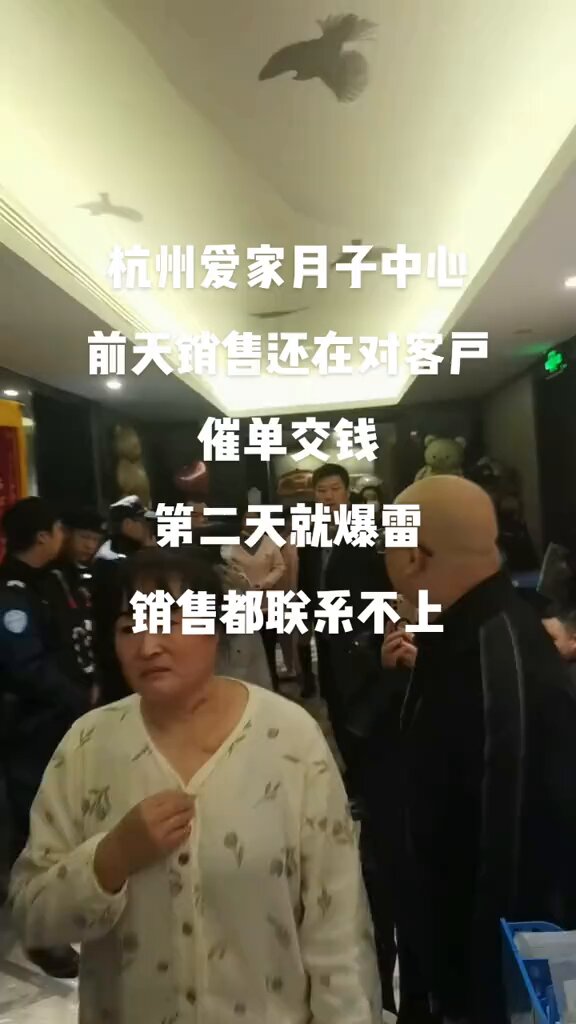 杭州爱家月子中心
前天销售还在对客户
催单交钱
第二天就爆雷
销售都联系不上